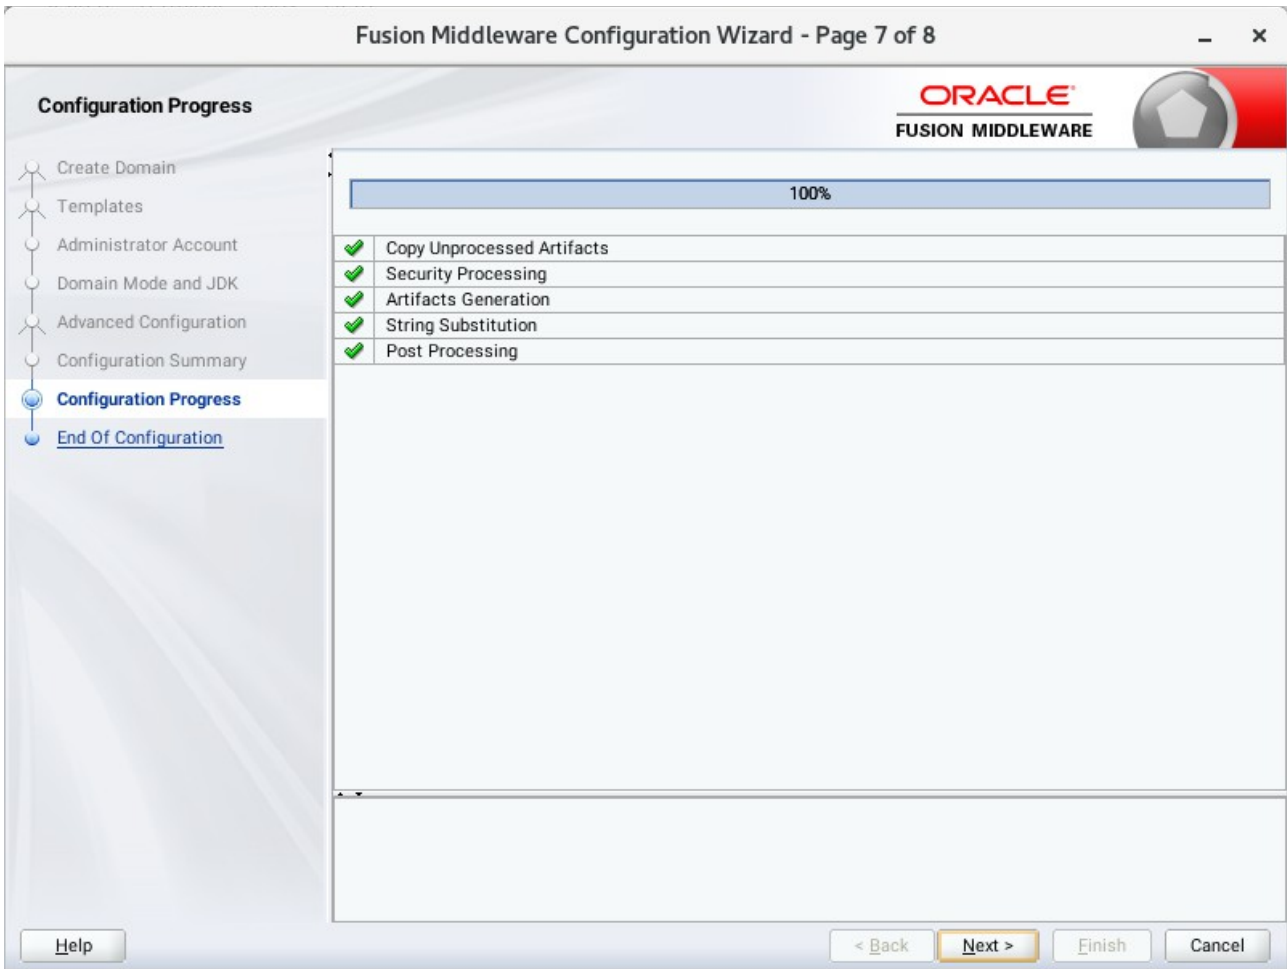 Fusion Middleware Configuration Wizard - Page 7 of 8
Configuration Progress
ORACLE
FUSION MIDDLEWARE
Create Domain
Templates
Administrator Account
Domain Mode and JDK
Advanced Configuration
Configuration Summary
Configuration Progress
End Of Configuration
100%
Copy Unprocessed Artifacts
Security Processing
Artifacts Generation
String Substitution
Post Processing
Help
< Back
Next >
Finish
Cancel